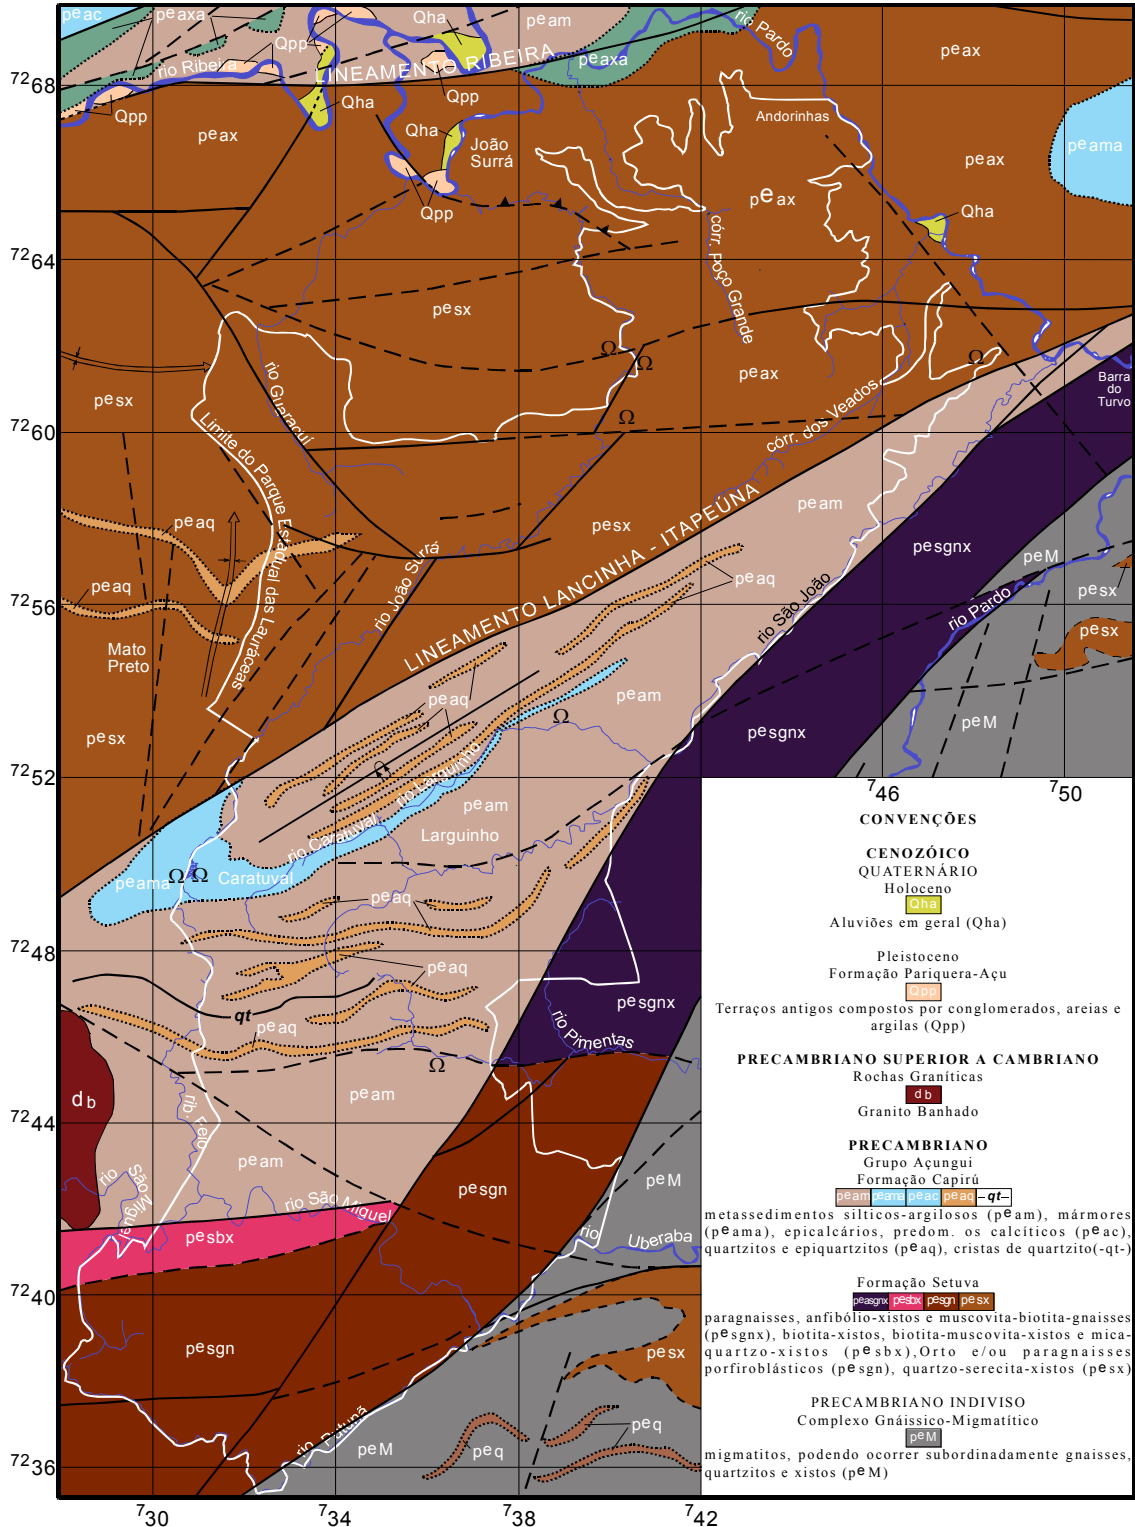 peac
peaxa
Qha
peam
rio Pardo
Qpp
Qha
rio Ribeira
LINEAMENTO RIBEIRA
peaxa
peax
7268
Qpp
Qha
Qpp
Andorinhas
peax
Qha
João
Surrá
peama
peax
Qpp
peax
Qha
córr. Poço Grande
7264
pesx
Ω
Ω
Ω
rio Guaracuí
peax
Barra
do
Turvo
pesx
Limite do Parque Estadual das Lauráceas
córr. dos Veados
Ω
7260
peaq
pesx
peam
pesgnx
LINEAMENTO LANCINHA - ITAPEÚNA
rio João Surrá
peM
peaq
peaq
pesx
7256
rio São João
rio Pardo
Mato
Preto
pesx
peaq
peam
Ω
pesx
pesgnx
peM
7252
rio Larguinho
746
750
peam
rio Caratuval
Larguinho
peama
Ω Ω
Caratuval
peaq
7248
peaq
qt
pesgnx
peaq
rio Pimentas
Ω
db
peam
7244
rib. Feio
peam
rio São Miguel
pesgn
peM
rio São Miguel
pesbx
rio Uberaba
7240
pesgn
pesx
rio Putunã
peM
peq
peq
7236
730
734
738
742
CONVENÇÕES
CENOZÓICO
QUATERNÁRIO
Holoceno
Qha
Aluviões em geral (Qha)
Pleistoceno
Formação Pariquera-Açu
Qpp
Terraços antigos compostos por conglomerados, areias e
argilas (Qpp)
PRECAMBRIANO SUPERIOR A CAMBRIANO
Rochas Graníticas
db
Granito Banhado
PRECAMBRIANO
Grupo Açungui
Formação Capirú
peam peama peac peaq -qt-
metassedimentos sílticos-argilosos (peam), mármores
(peama), epicalcários, predom. os calcíticos (peac),
quartzitos e epiquartzitos (peaq), cristas de quartzito(-qt-)
Formação Setuva
peasgnx pesbx pesgn pesx
paragnaisses, anfibólio-xistos e muscovita-biotita-gnaisses
(pesgnx), biotita-xistos, biotita-muscovita-xistos e mica-
quartzo-xistos (pesbx),Orto e/ou paragnaisses
porfiroblásticos (pesgn), quartzo-serecita-xistos (pesx)
PRECAMBRIANO INDIVISO
Complexo Gnáissico-Migmatítico
peM
migmatitos, podendo ocorrer subordinadamente gnaisses,
quartzitos e xistos (peM)